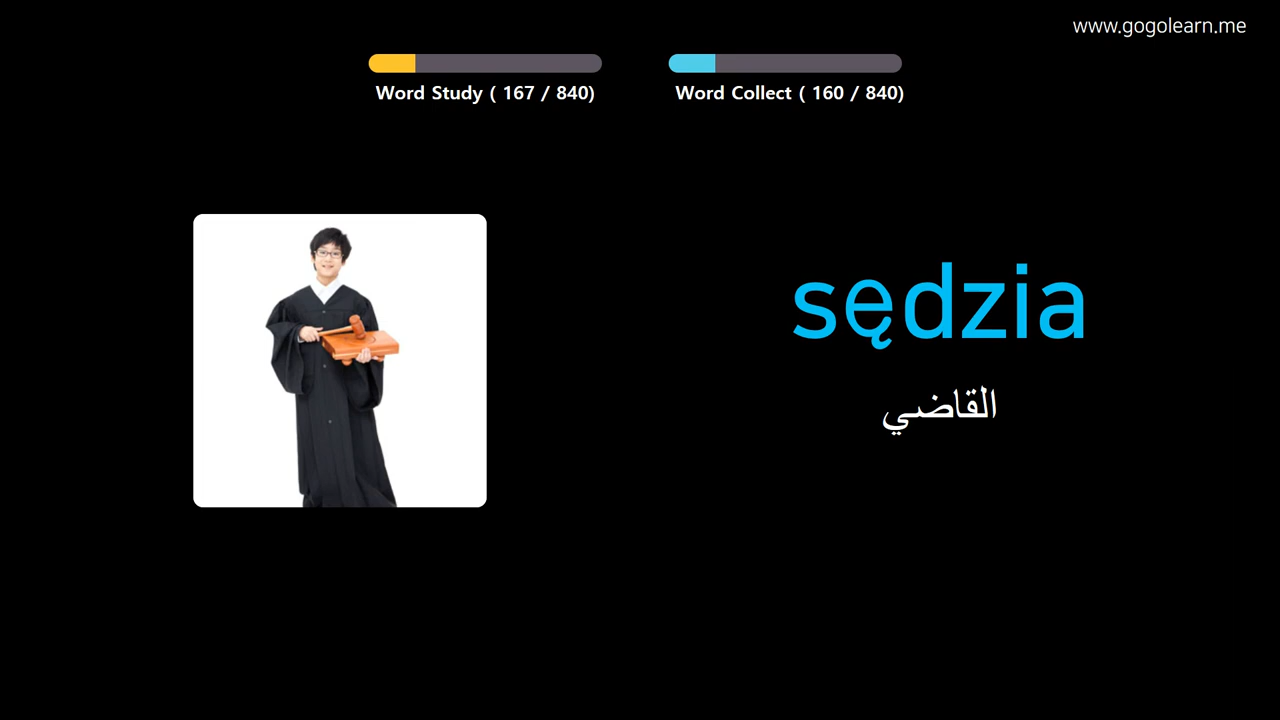 www.gogolearn.me
Word Study ( 167 / 840)
Word Collect ( 160 / 840)
sędzia
القاضي